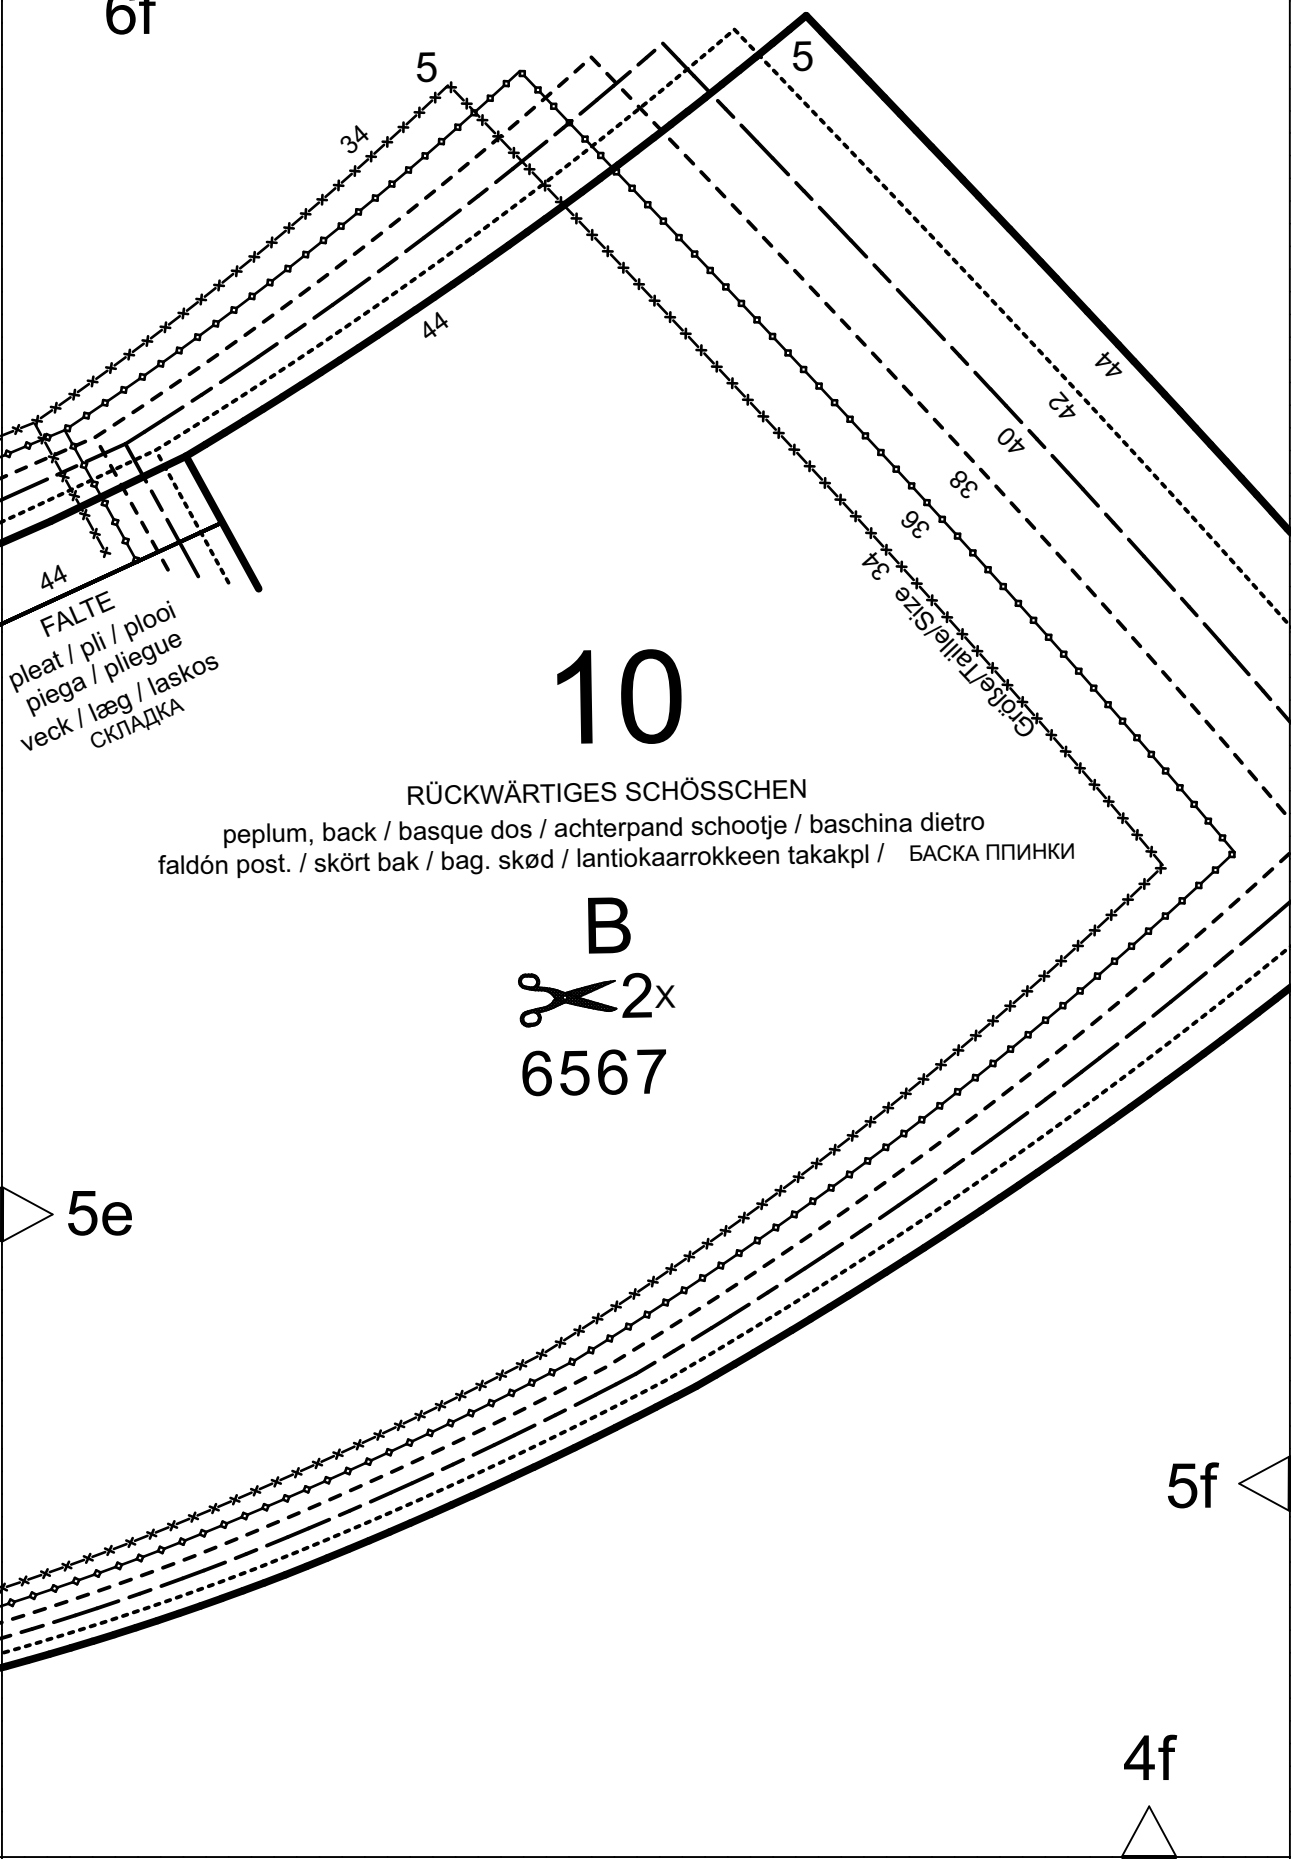 6f
5
5
34
44
44
42
40
38
36
34
Größe/Taille/Size
44
FALTE
pleat / pli / plooi
piega / pliegue
veck / læg / laskos
СКЛАДКА
10
RÜCKWÄRTIGES SCHÖSSCHEN
peplum, back / basque dos / achterpand schootje / baschina dietro
faldón post. / skört bak / bag. skød / lantiokaarrokkeen takakpl / БАСКА ППИНКИ
B
2x
6567
5e
5f
4f